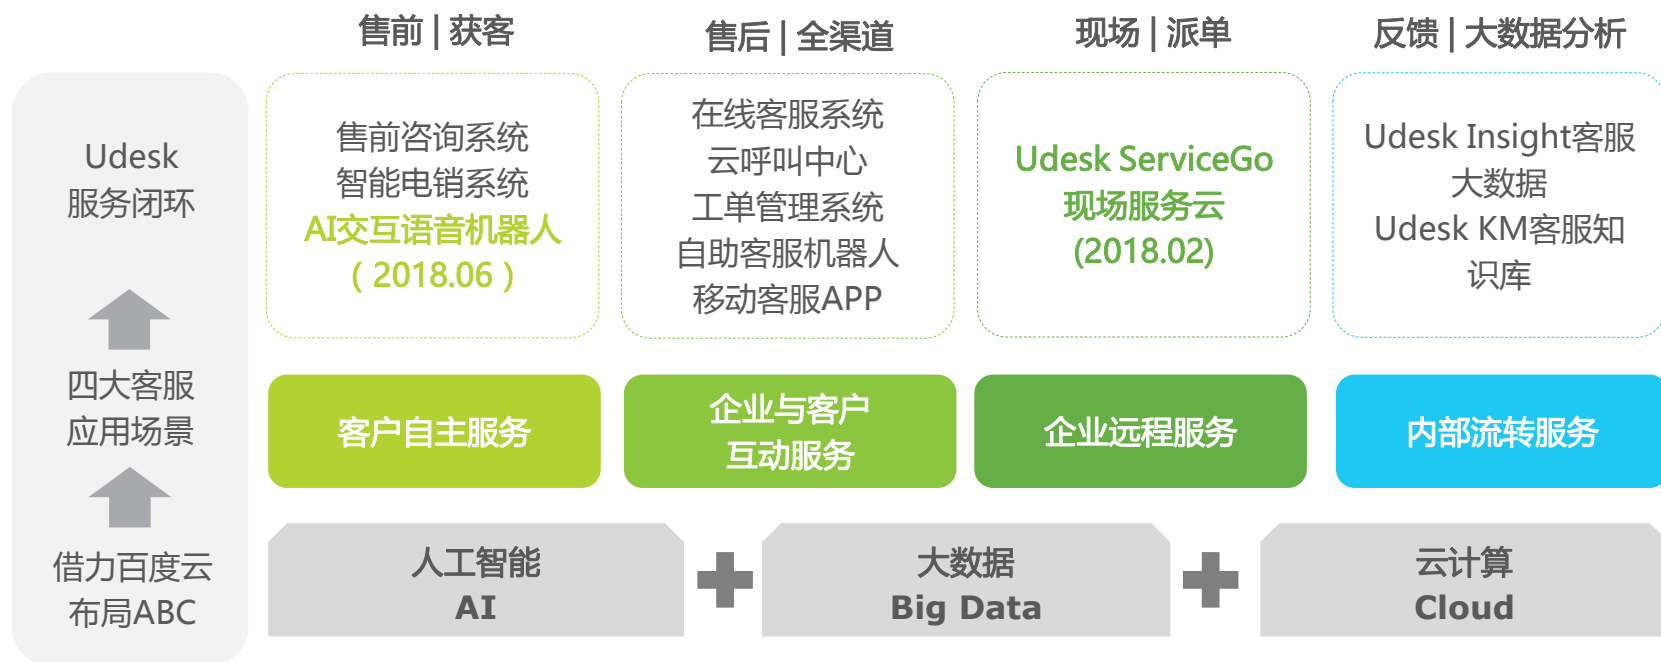 售前 | 获客
售后 | 全渠道
现场 | 派单
反馈 | 大数据分析
Udesk
服务闭环
售前咨询系统
智能电销系统
AI交互语音机器人
（2018.06）
在线客服系统
云呼叫中心
工单管理系统
自助客服机器人
移动客服APP
Udesk ServiceGo
现场服务云
(2018.02)
Udesk Insight客服
大数据
Udesk KM客服知
识库
四大客服
应用场景
客户自主服务
企业与客户
互动服务
企业远程服务
内部流转服务
借力百度云
布局ABC
人工智能
AI
大数据
Big Data
云计算
Cloud